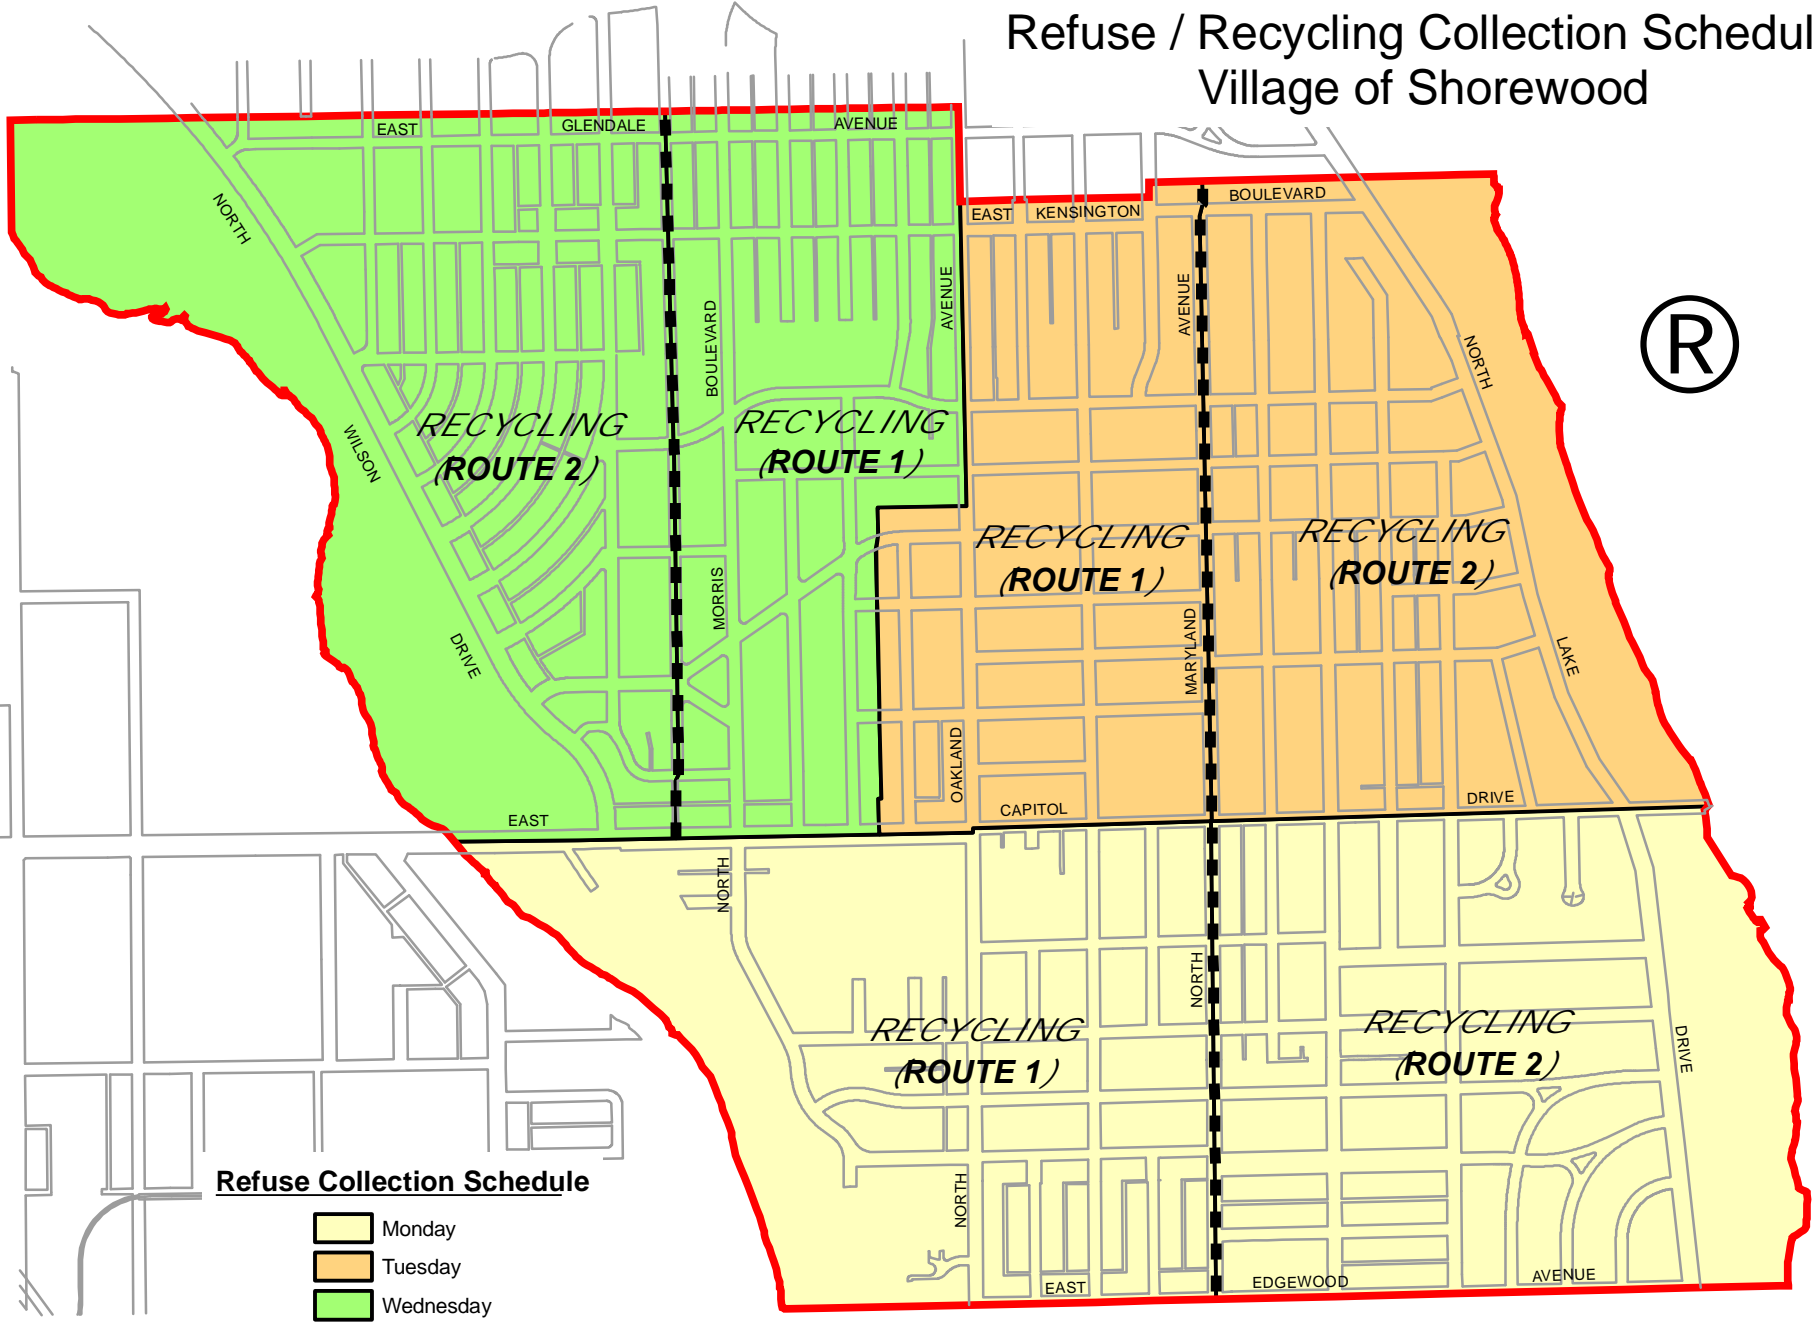 Refuse / Recycling Collection Schedul
Village of Shorewood
EAST GLENDALE AVENUE
NORTH
WILSON
DRIVE
BOULEVARD
MORRIS
NORTH
AVENUE
OAKLAND
NORTH
EAST KENSINGTON BOULEVARD
AVENUE
MARYLAND
NORTH
NORTH
LAKE
DRIVE
®
RECYCLING
(ROUTE 2)
RECYCLING
(ROUTE 1)
RECYCLING
(ROUTE 1)
RECYCLING
(ROUTE 2)
EAST CAPITOL DRIVE
RECYCLING
(ROUTE 1)
RECYCLING
(ROUTE 2)
EAST EDGEWOOD AVENUE
Refuse Collection Schedule
Monday
Tuesday
Wednesday